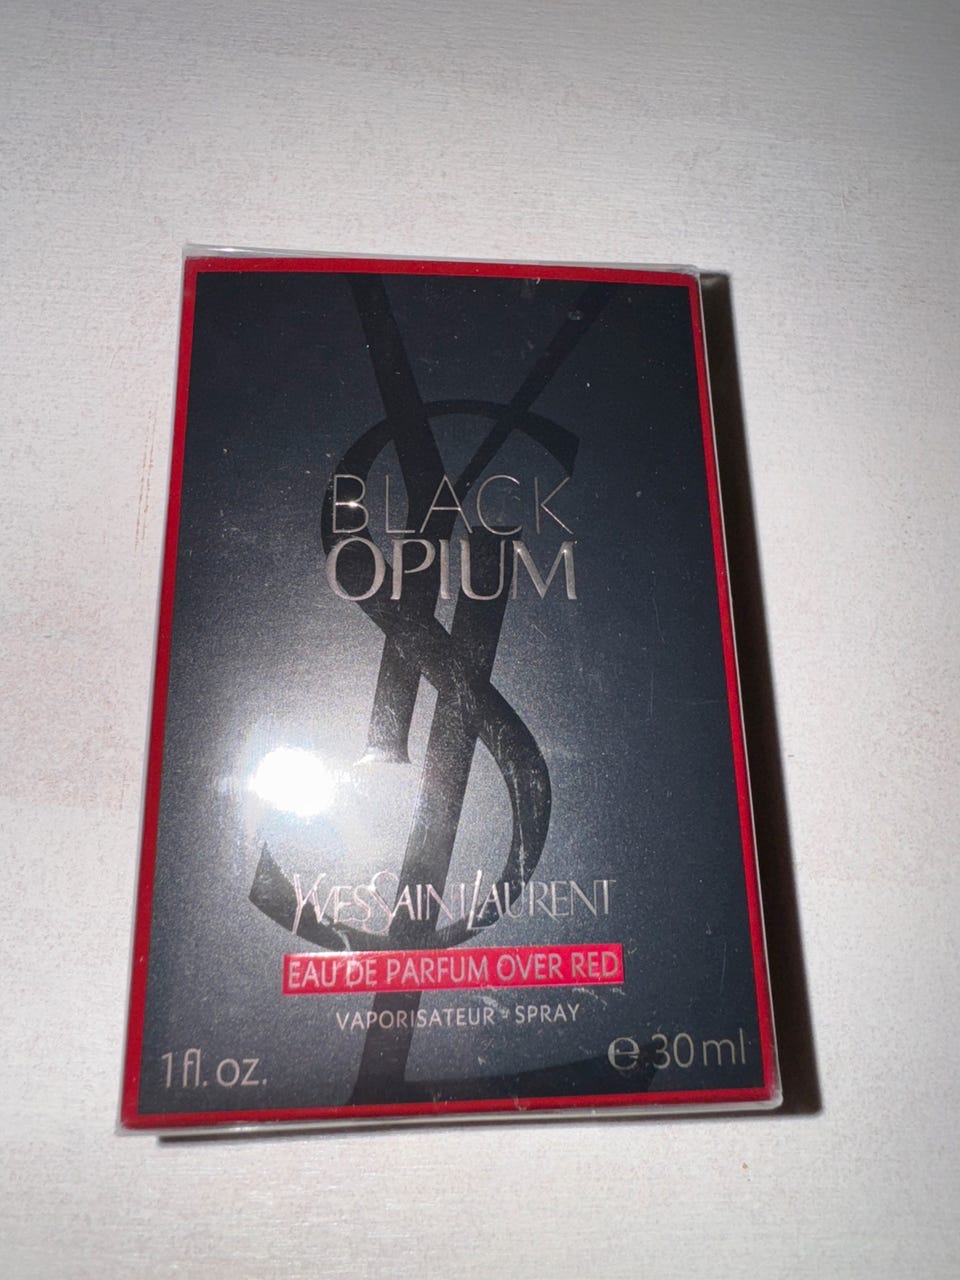 BLACK
OPIUM
YVESSAINTLAURENT
EAU DE PARFUM OVER RED
VAPORISATEUR - SPRAY
1 fl. oz.
℮ 30 ml